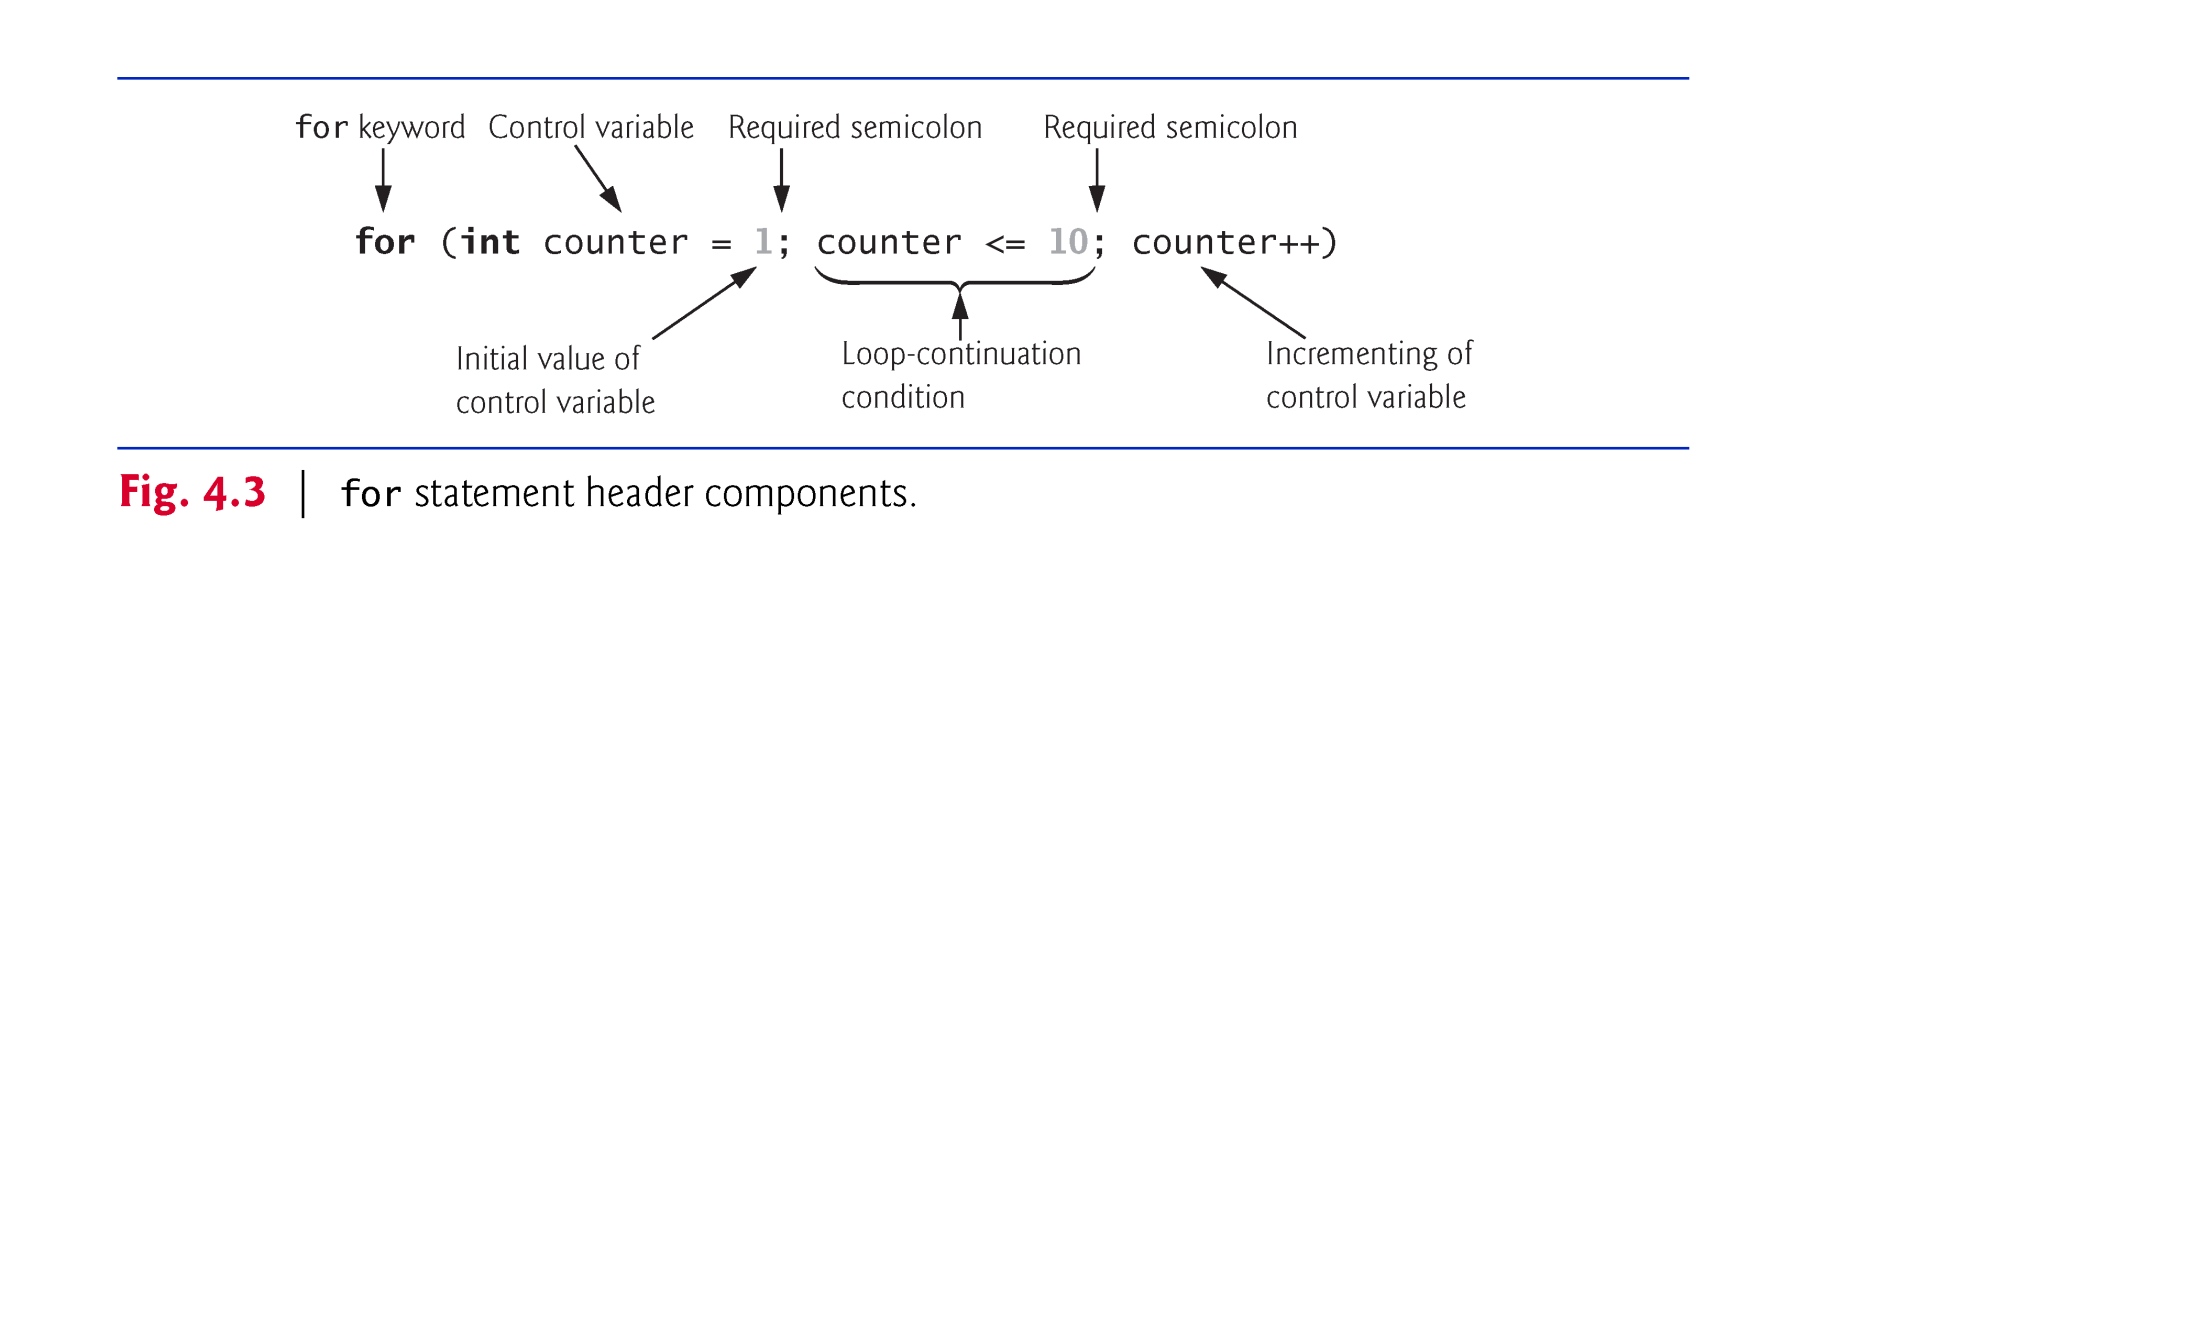 for keyword Control variable Required semicolon Required semicolon
for (int counter = 1; counter <= 10; counter++)
Initial value of
control variable
Loop-continuation
condition
Incrementing of
control variable
Fig. 4.3 | for statement header components.